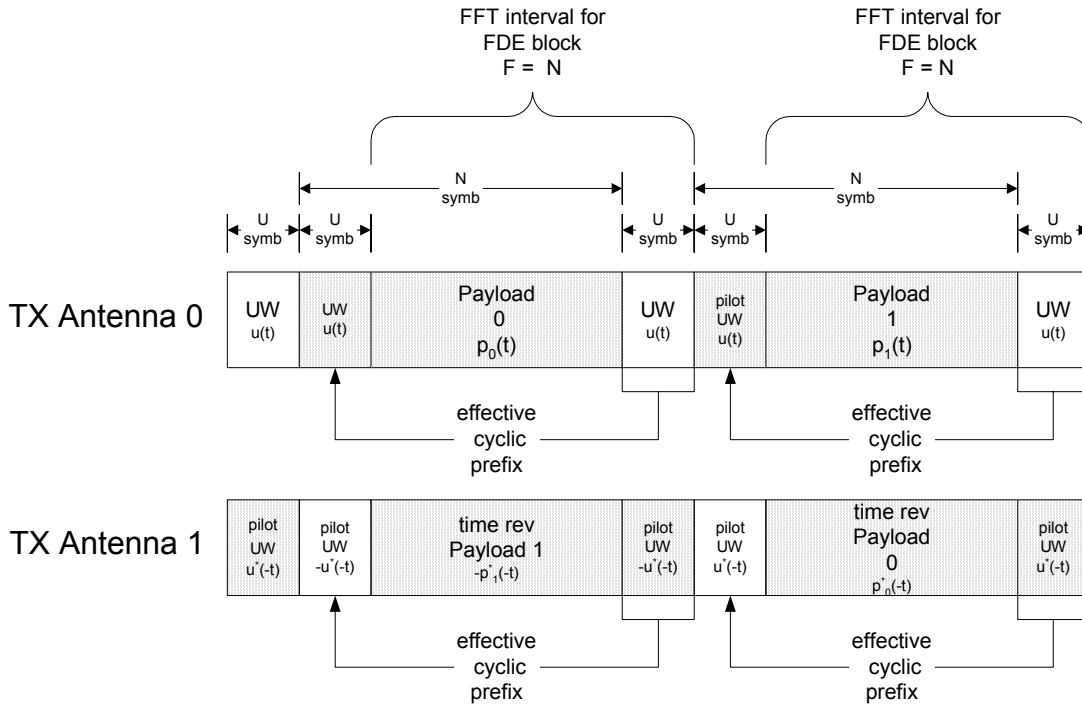 FFT interval for
FDE block
F = N
FFT interval for
FDE block
F = N
N
symb
N
symb
U
symb
U
symb
U
symb
U
symb
U
symb
TX Antenna 0
UW
u(t)
UW
u(t)
Payload
0
p0(t)
UW
u(t)
pilot
UW
u(t)
Payload
1
p1(t)
UW
u(t)
effective
cyclic
prefix
effective
cyclic
prefix
TX Antenna 1
pilot
UW
u*(-t)
pilot
UW
-u*(-t)
time rev
Payload 1
-p*1(-t)
pilot
UW
-u*(-t)
pilot
UW
u*(-t)
time rev
Payload
0
p*0(-t)
pilot
UW
u*(-t)
effective
cyclic
prefix
effective
cyclic
prefix